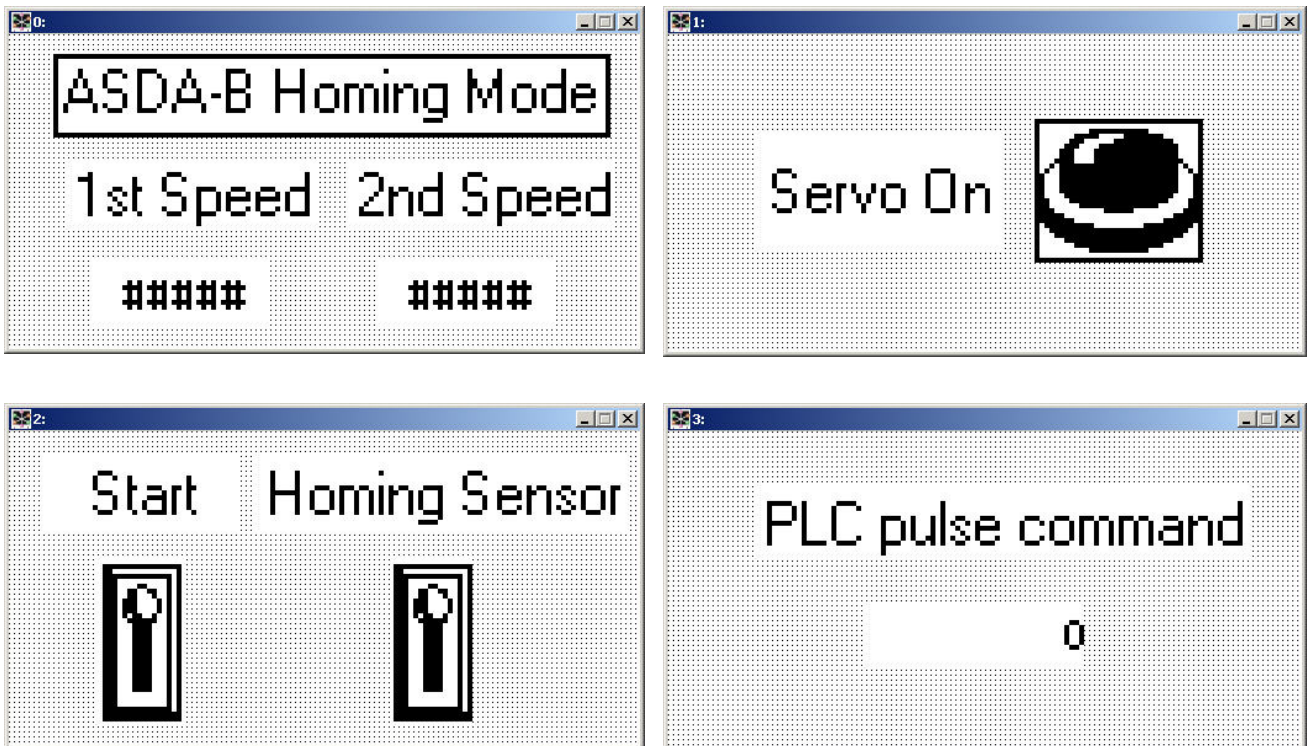 0:
ASDA-B Homing Mode
1st Speed 2nd Speed
##### #####
1:
Servo On
2:
Start Homing Sensor
3:
PLC pulse command
0